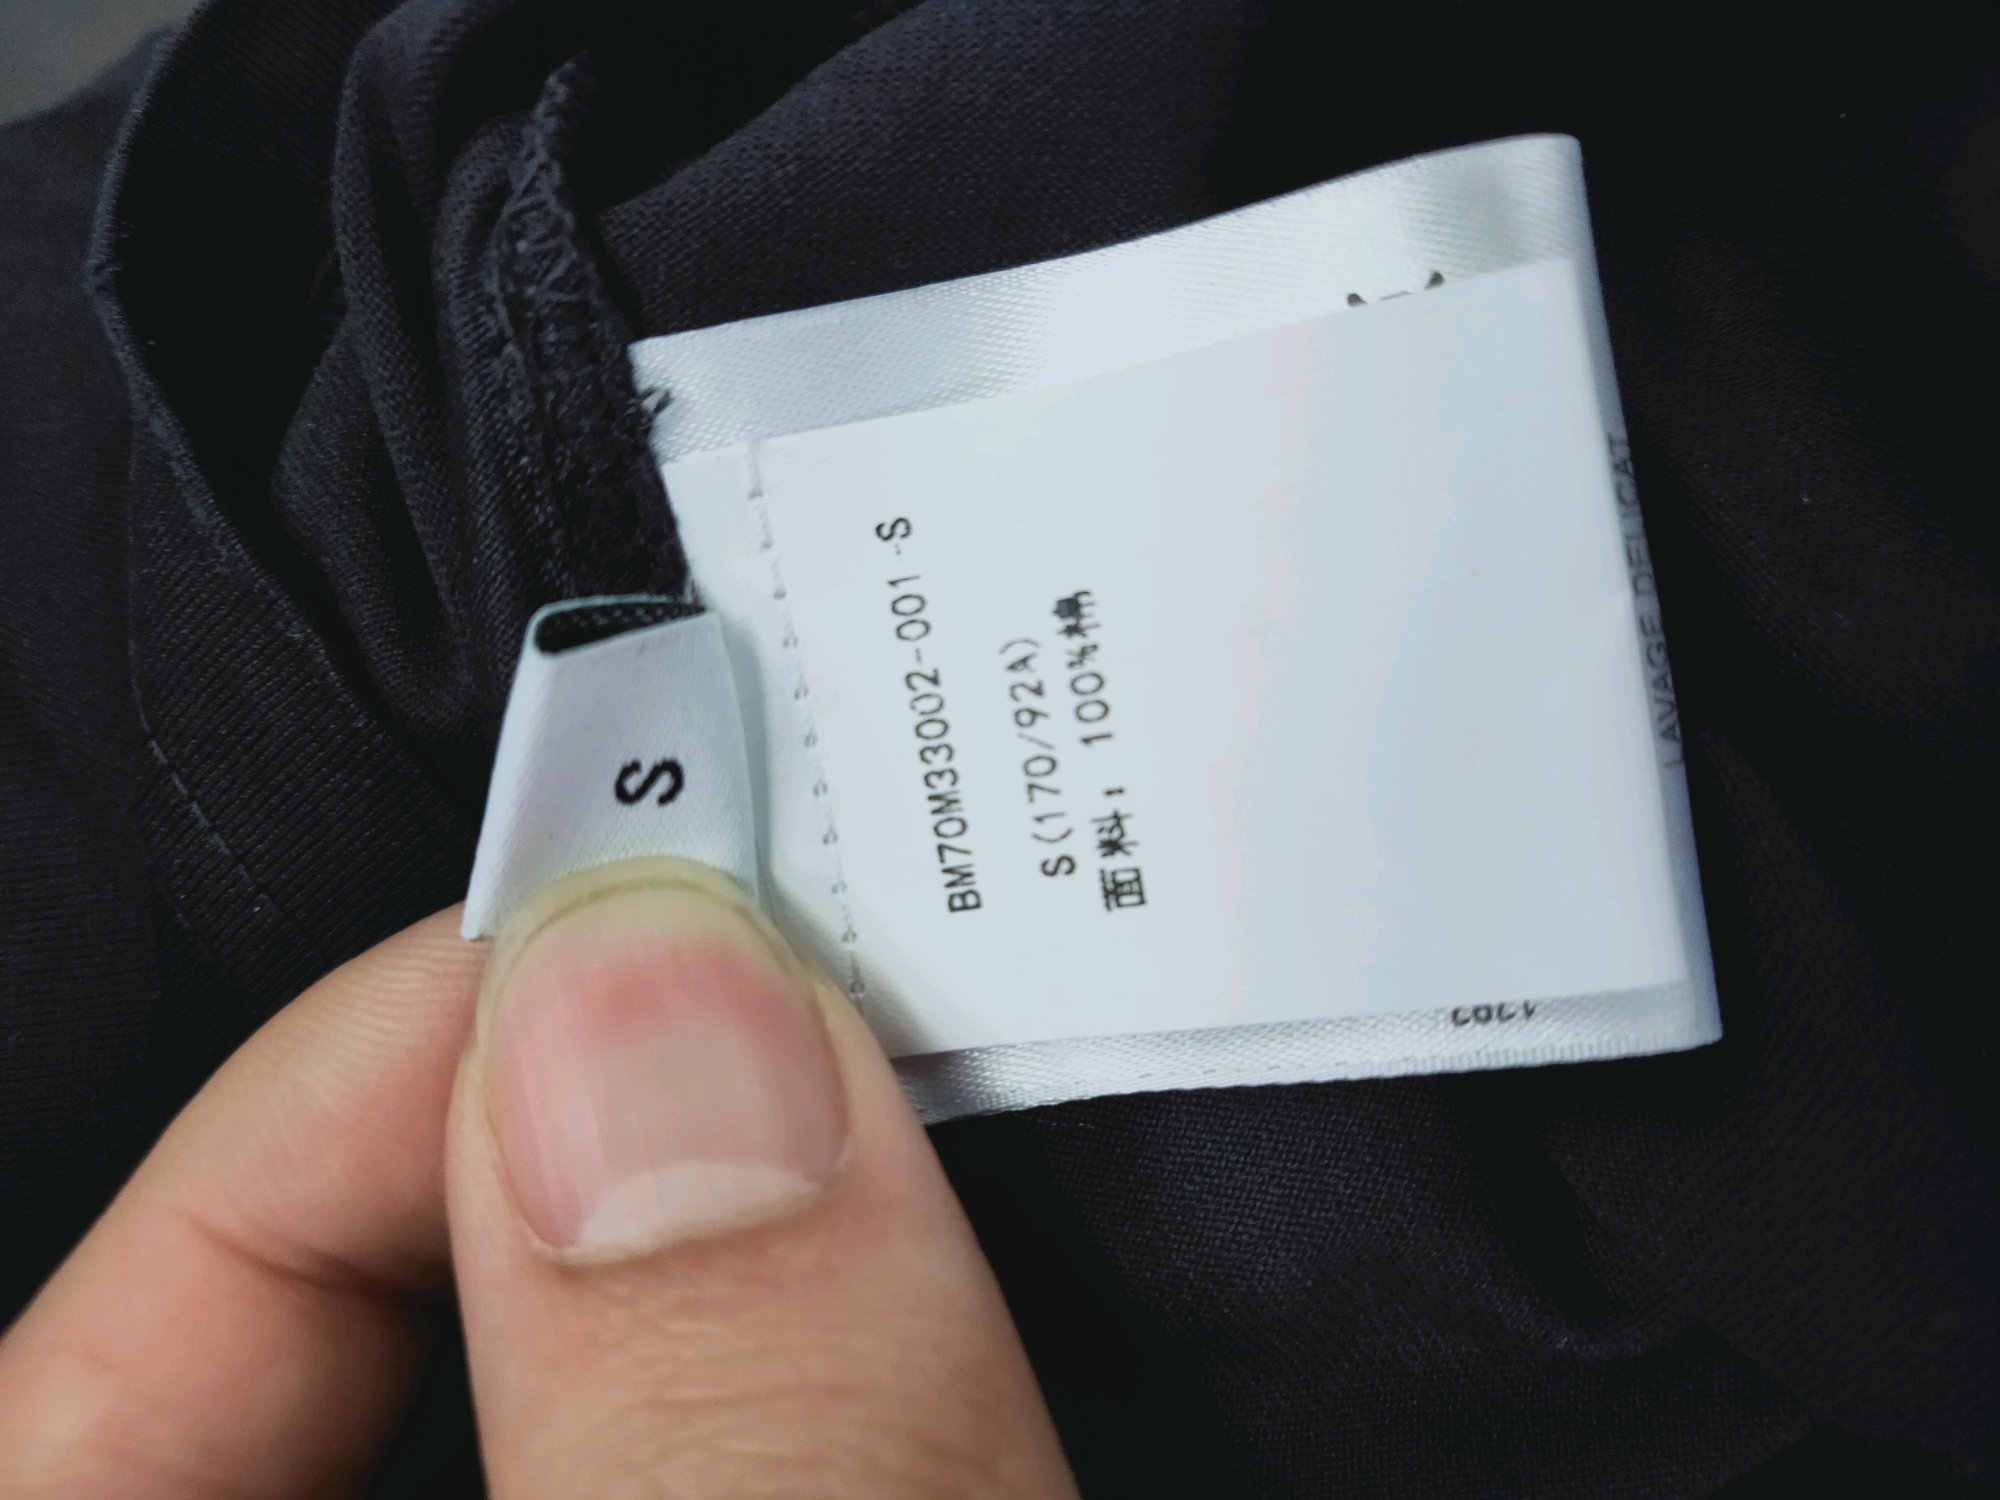 S
BM70M33002-001 -S
S(170/92A)
面料: 100%棉
LAVAGE DELICAT